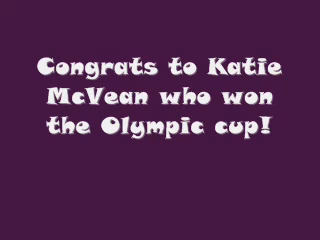 Congrats to Katie
McVean who won
the Olympic cup!